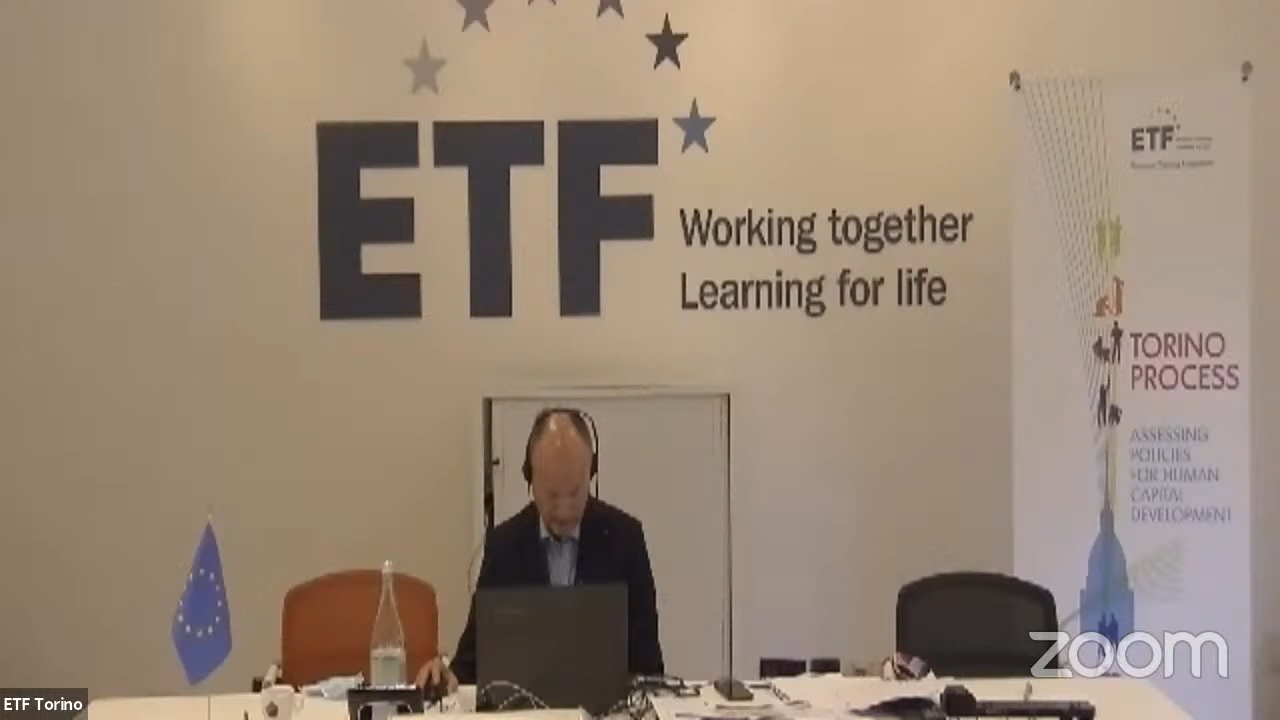 ETF
Working together
Learning for life
ETF
TORINO
PROCESS
ASSESSING
POLICIES
FOR HUMAN
CAPITAL
DEVELOPMENT
zoom
ETF Torino